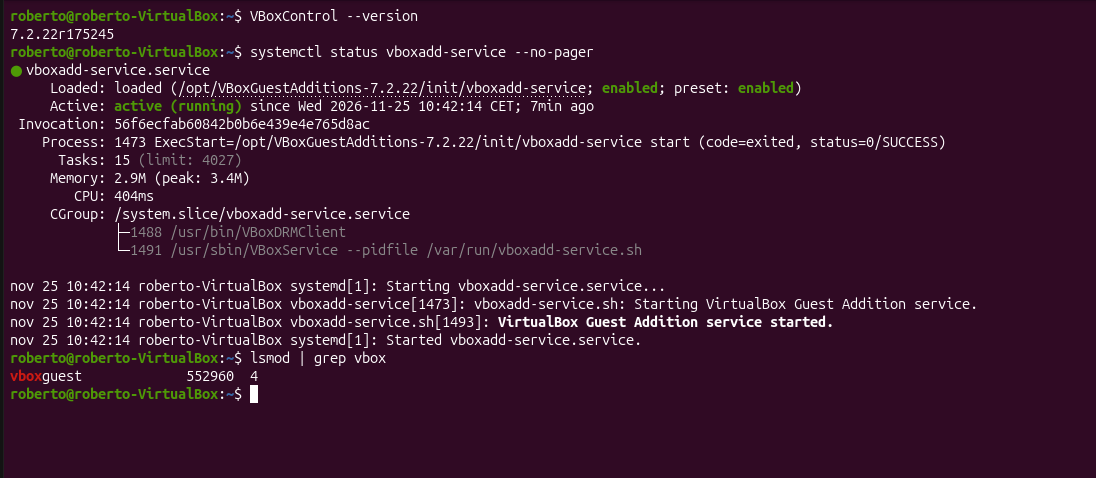 roberto@roberto-VirtualBox:~$ VBoxControl --version
7.2.22r175245
roberto@roberto-VirtualBox:~$ systemctl status vboxadd-service --no-pager
● vboxadd-service.service
     Loaded: loaded (/opt/VBoxGuestAdditions-7.2.22/init/vboxadd-service; enabled; preset: enabled)
     Active: active (running) since Wed 2026-11-25 10:42:14 CET; 7min ago
 Invocation: 56f6ecfab60842b0b6e439e4e765d8ac
    Process: 1473 ExecStart=/opt/VBoxGuestAdditions-7.2.22/init/vboxadd-service start (code=exited, status=0/SUCCESS)
      Tasks: 15 (limit: 4027)
     Memory: 2.9M (peak: 3.4M)
        CPU: 404ms
     CGroup: /system.slice/vboxadd-service.service
             ├─1488 /usr/bin/VBoxDRMClient
             └─1491 /usr/sbin/VBoxService --pidfile /var/run/vboxadd-service.sh

nov 25 10:42:14 roberto-VirtualBox systemd[1]: Starting vboxadd-service.service...
nov 25 10:42:14 roberto-VirtualBox vboxadd-service[1473]: vboxadd-service.sh: Starting VirtualBox Guest Addition service.
nov 25 10:42:14 roberto-VirtualBox vboxadd-service.sh[1493]: VirtualBox Guest Addition service started.
nov 25 10:42:14 roberto-VirtualBox systemd[1]: Started vboxadd-service.service.
roberto@roberto-VirtualBox:~$ lsmod | grep vbox
vboxguest             552960  4
roberto@roberto-VirtualBox:~$